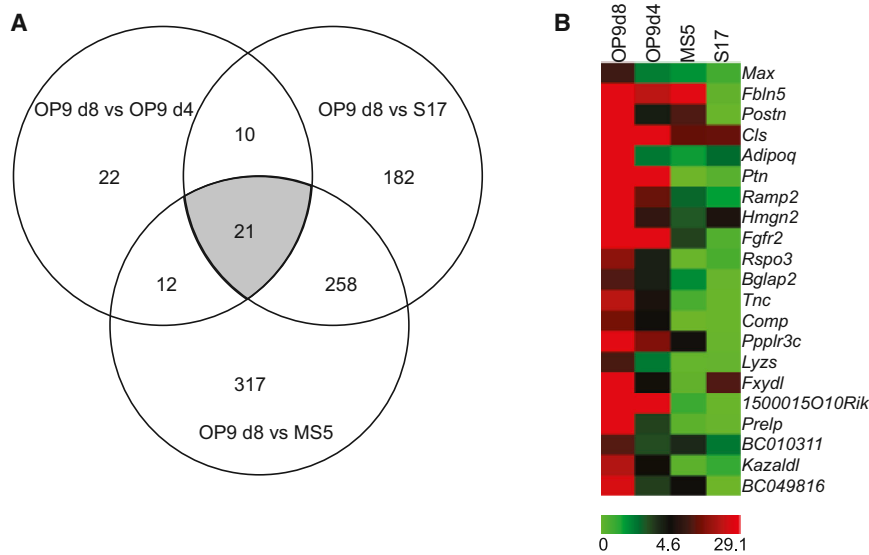 A
OP9 d8 vs OP9 d4
OP9 d8 vs S17
10
22
182
21
12
258
317
OP9 d8 vs MS5
B
OP9d8
OP9d4
MS5
S17
Max
Fbln5
Postn
Cls
Adipoq
Ptn
Ramp2
Hmgn2
Fgfr2
Rspo3
Bglap2
Tnc
Comp
Ppplr3c
Lyzs
Fxydl
1500015O10Rik
Prelp
BC010311
Kazaldl
BC049816
0 4.6 29.1